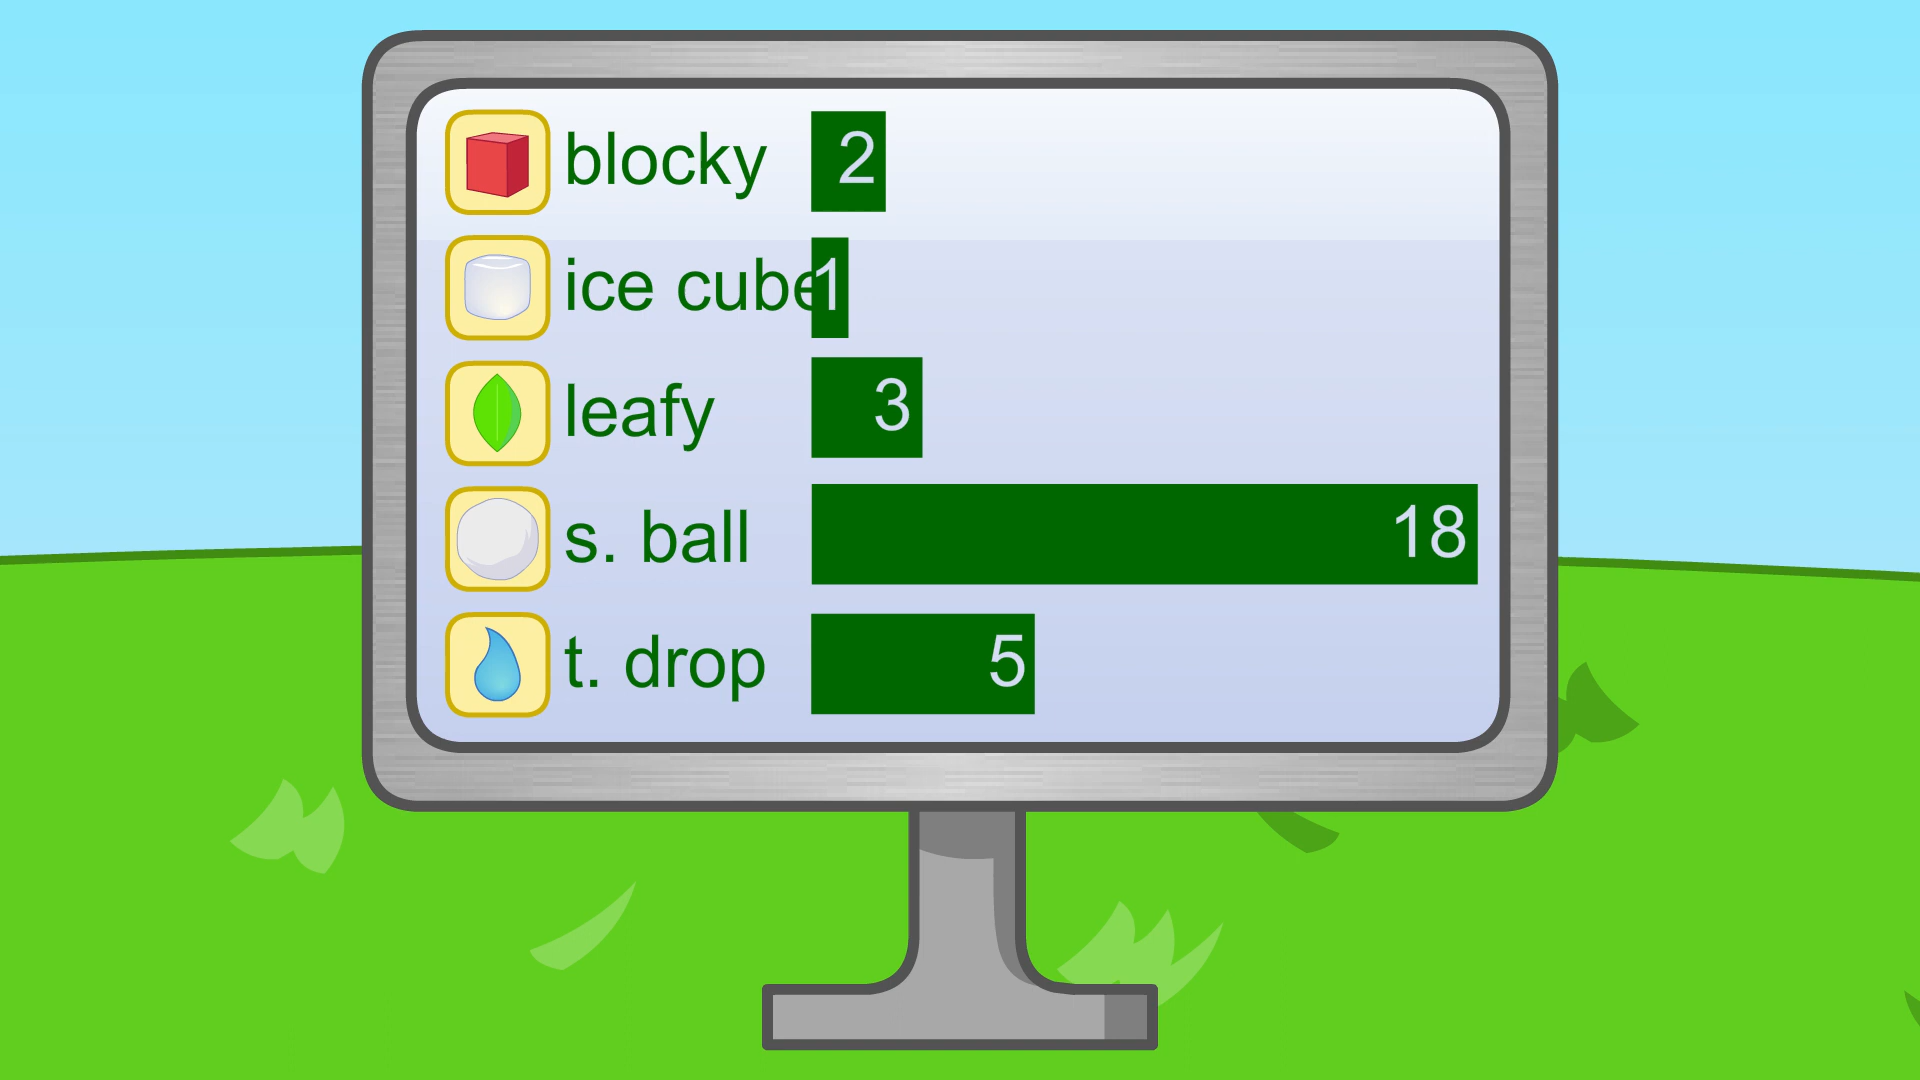 blocky 2
ice cube 1
leafy 3
s. ball 18
t. drop 5